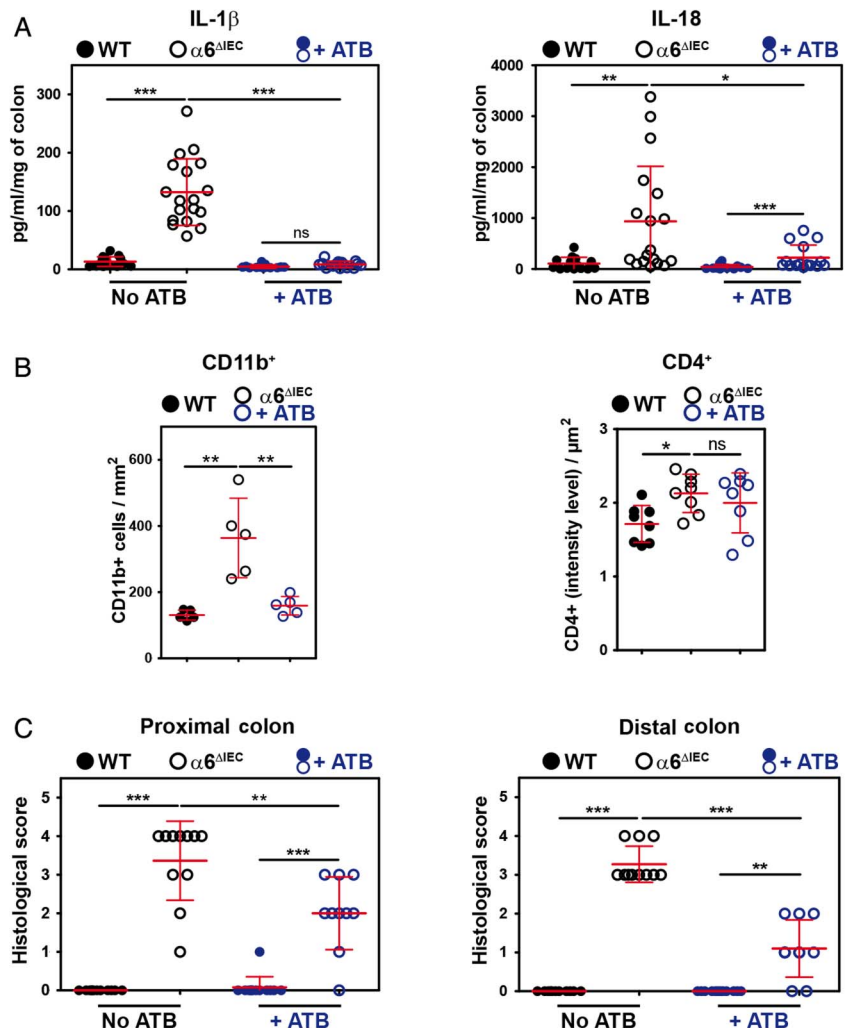 A
IL-1β
WT α6ΔIEC + ATB
pg/ml/mg of colon
300
200
100
0
*** ***
ns
No ATB + ATB
IL-18
WT α6ΔIEC + ATB
pg/ml/mg of colon
4000
3000
2000
1000
0
** *
***
No ATB + ATB
B
CD11b+
WT α6ΔIEC
+ ATB
CD11b+ cells / mm2
600
400
200
0
** **
CD4+
WT α6ΔIEC
+ ATB
CD4+ (intensity level) / µm2
3
2
1
0
* ns
C
Proximal colon
WT α6ΔIEC + ATB
Histological score
5
4
3
2
1
0
*** **
***
No ATB + ATB
Distal colon
WT α6ΔIEC + ATB
Histological score
5
4
3
2
1
0
*** ***
**
No ATB + ATB